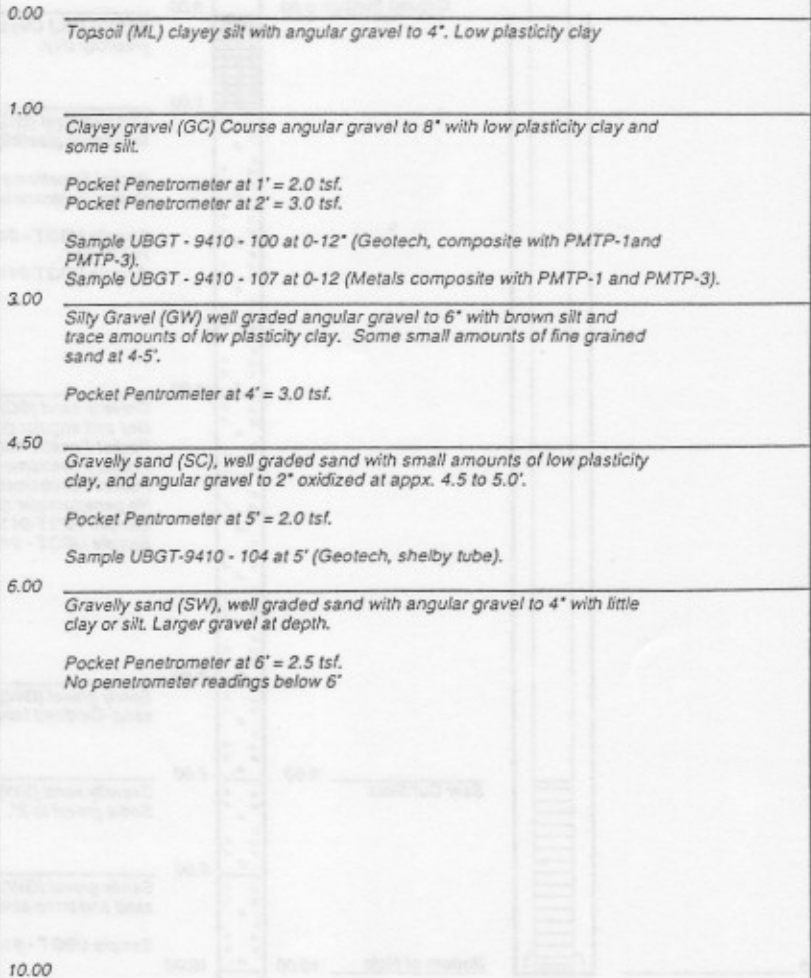 0.00
Topsoil (ML) clayey silt with angular gravel to 4". Low plasticity clay
1.00
Clayey gravel (GC) Course angular gravel to 8" with low plasticity clay and
some silt.
Pocket Penetrometer at 1' = 2.0 tsf.
Pocket Penetrometer at 2' = 3.0 tsf.
Sample UBGT - 9410 - 100 at 0-12" (Geotech, composite with PMTP-1and
PMTP-3).
Sample UBGT - 9410 - 107 at 0-12 (Metals composite with PMTP-1 and PMTP-3).
3.00
Silty Gravel (GW) well graded angular gravel to 6" with brown silt and
trace amounts of low plasticity clay. Some small amounts of fine grained
sand at 4-5'.
Pocket Pentrometer at 4' = 3.0 tsf.
4.50
Gravelly sand (SC), well graded sand with small amounts of low plasticity
clay, and angular gravel to 2" oxidized at appx. 4.5 to 5.0'.
Pocket Pentrometer at 5' = 2.0 tsf.
Sample UBGT-9410 - 104 at 5' (Geotech, shelby tube).
6.00
Gravelly sand (SW), well graded sand with angular gravel to 4" with little
clay or silt. Larger gravel at depth.
Pocket Penetrometer at 6' = 2.5 tsf.
No penetrometer readings below 6'
10.00